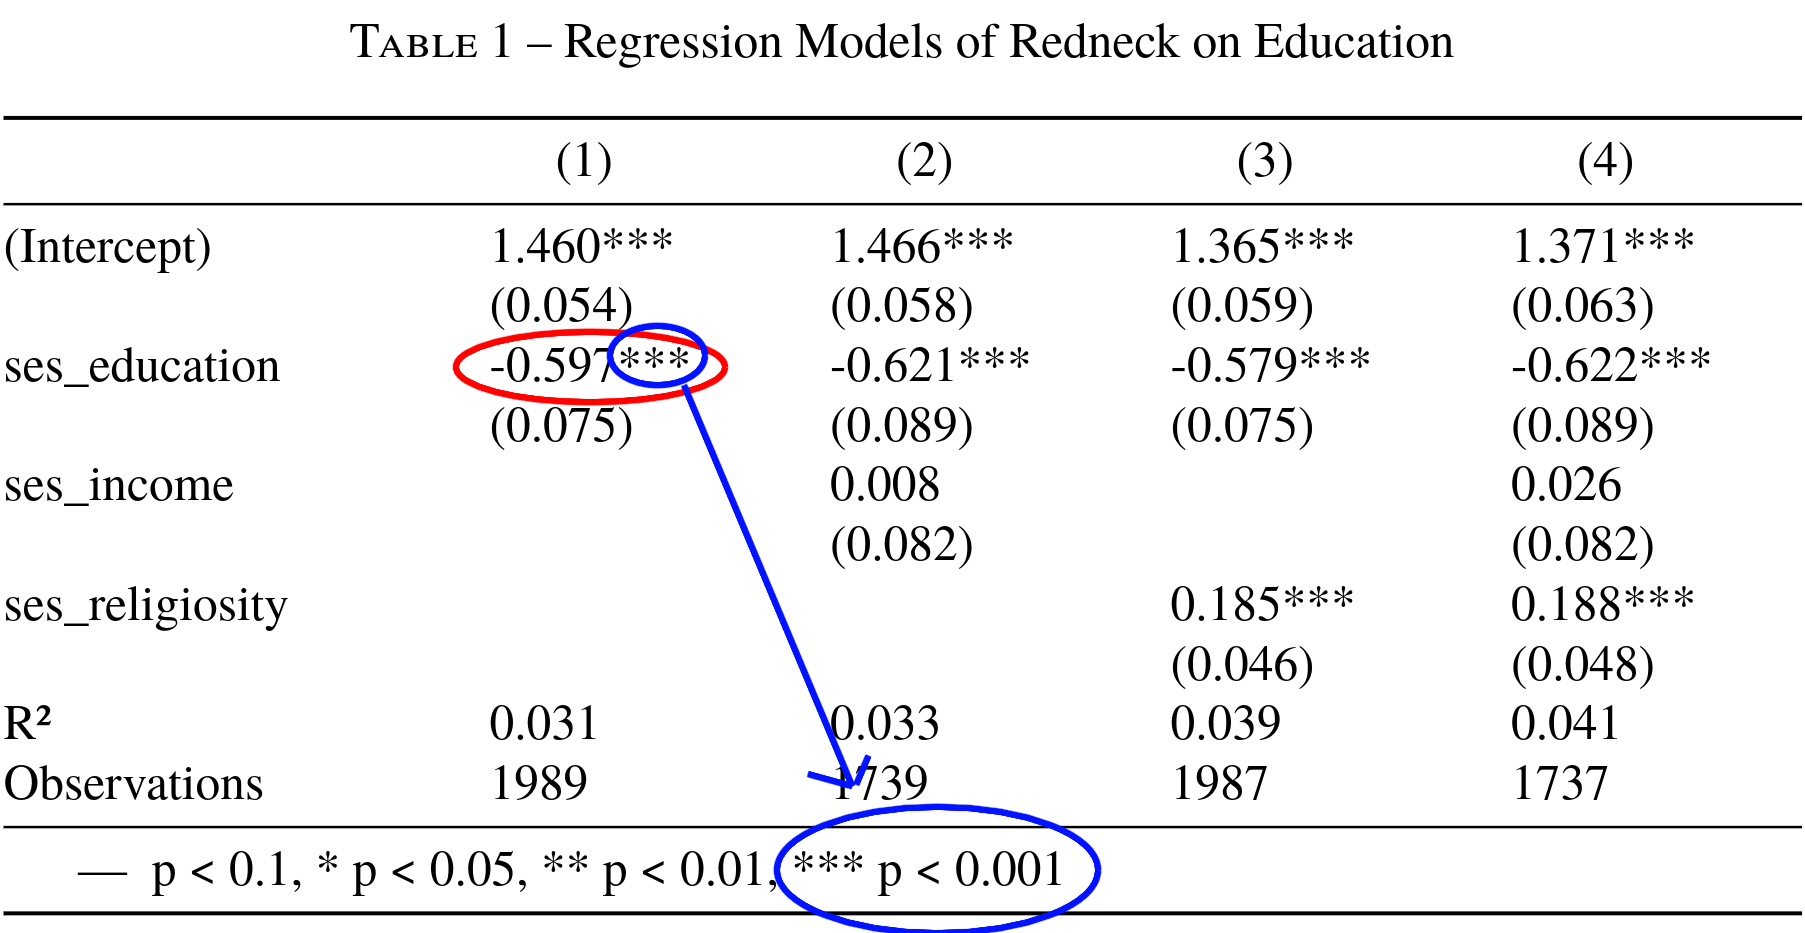 TABLE 1 – Regression Models of Redneck on Education
(1) (2) (3) (4)
(Intercept) 1.460*** 1.466*** 1.365*** 1.371***
(0.054) (0.058) (0.059) (0.063)
ses_education -0.597*** -0.621*** -0.579*** -0.622***
(0.075) (0.089) (0.075) (0.089)
ses_income 0.008 0.026
(0.082) (0.082)
ses_religiosity 0.185*** 0.188***
(0.046) (0.048)
R² 0.031 0.033 0.039 0.041
Observations 1989 1739 1987 1737
— p < 0.1, * p < 0.05, ** p < 0.01, *** p < 0.001